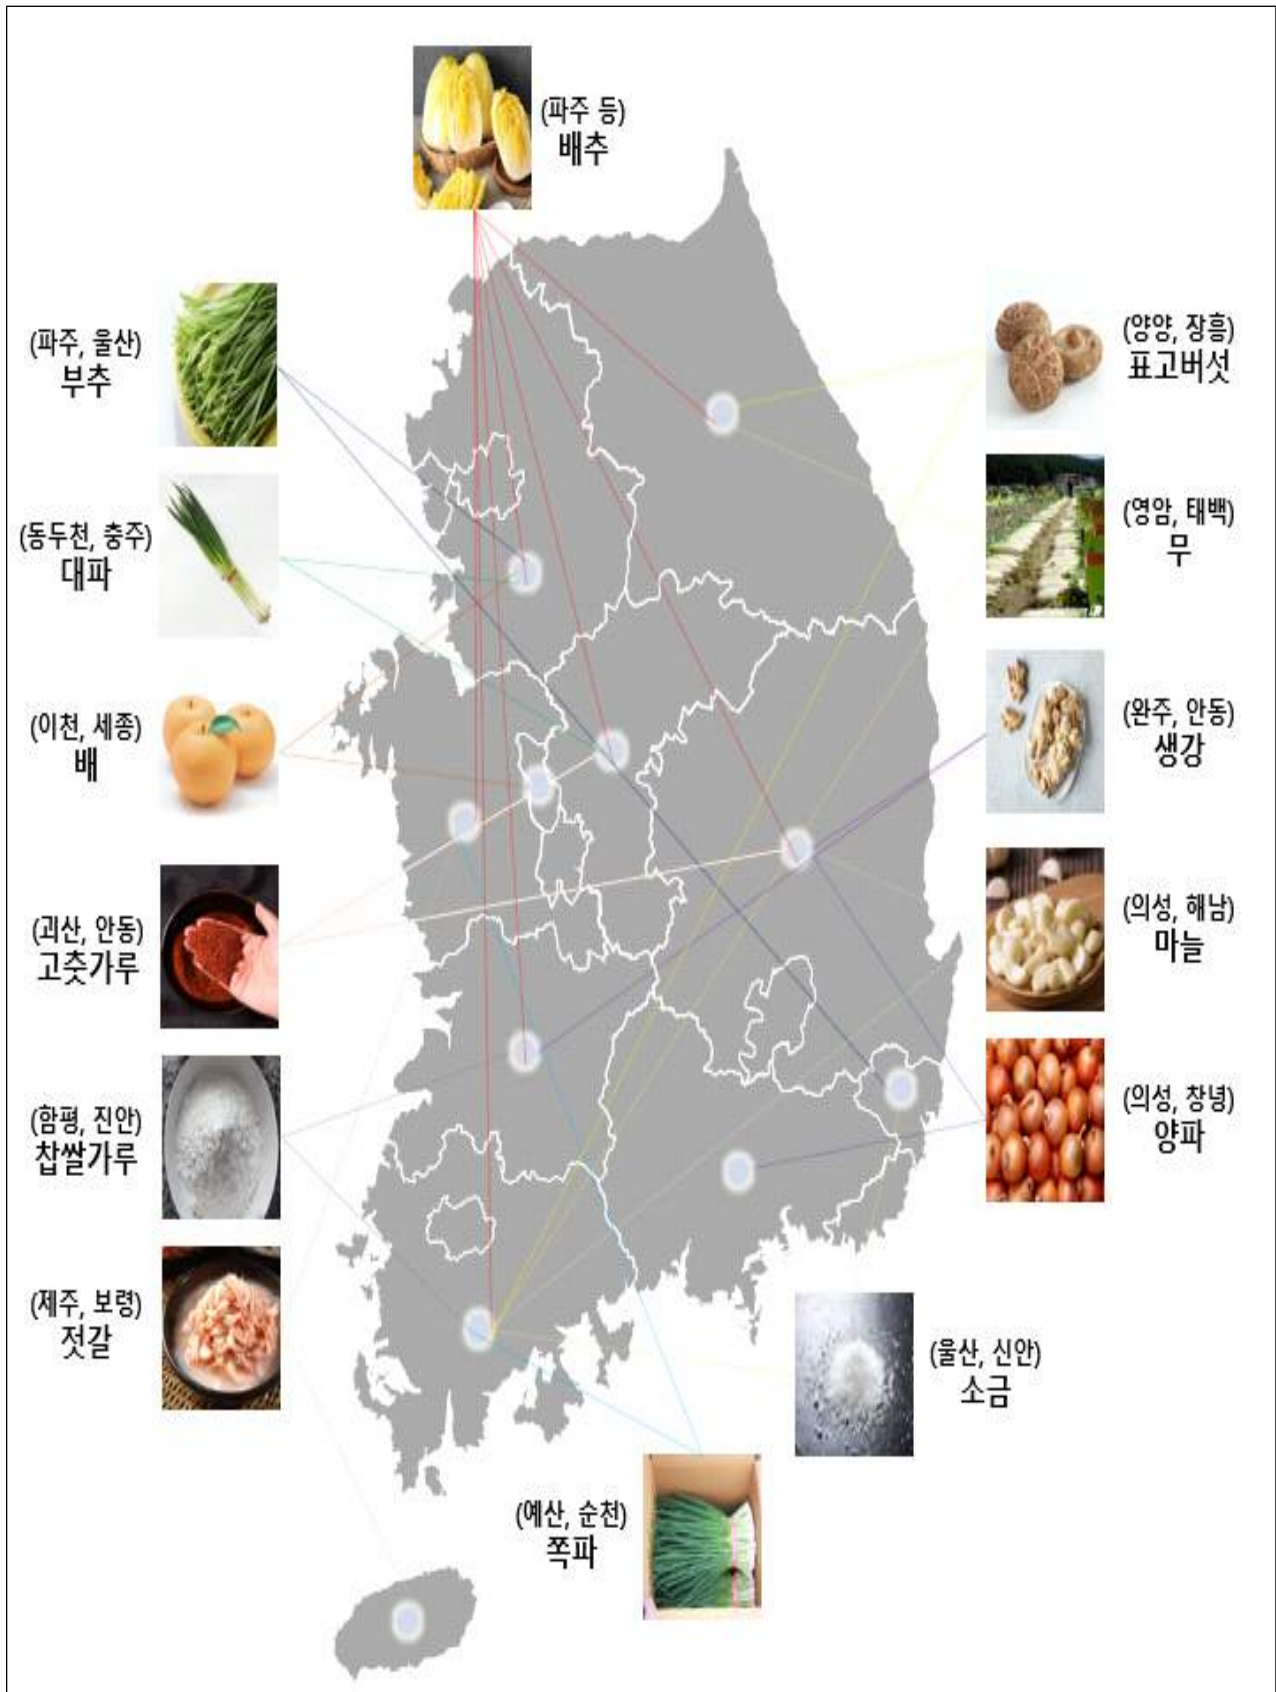 (파주 등)
배추
(파주, 울산)
부추
(동두천, 충주)
대파
(이천, 세종)
배
(괴산, 안동)
고춧가루
(함평, 진안)
찹쌀가루
(제주, 보령)
젓갈
(양양, 장흥)
표고버섯
(영암, 태백)
무
(완주, 안동)
생강
(의성, 해남)
마늘
(의성, 창녕)
양파
(울산, 신안)
소금
(예산, 순천)
쪽파